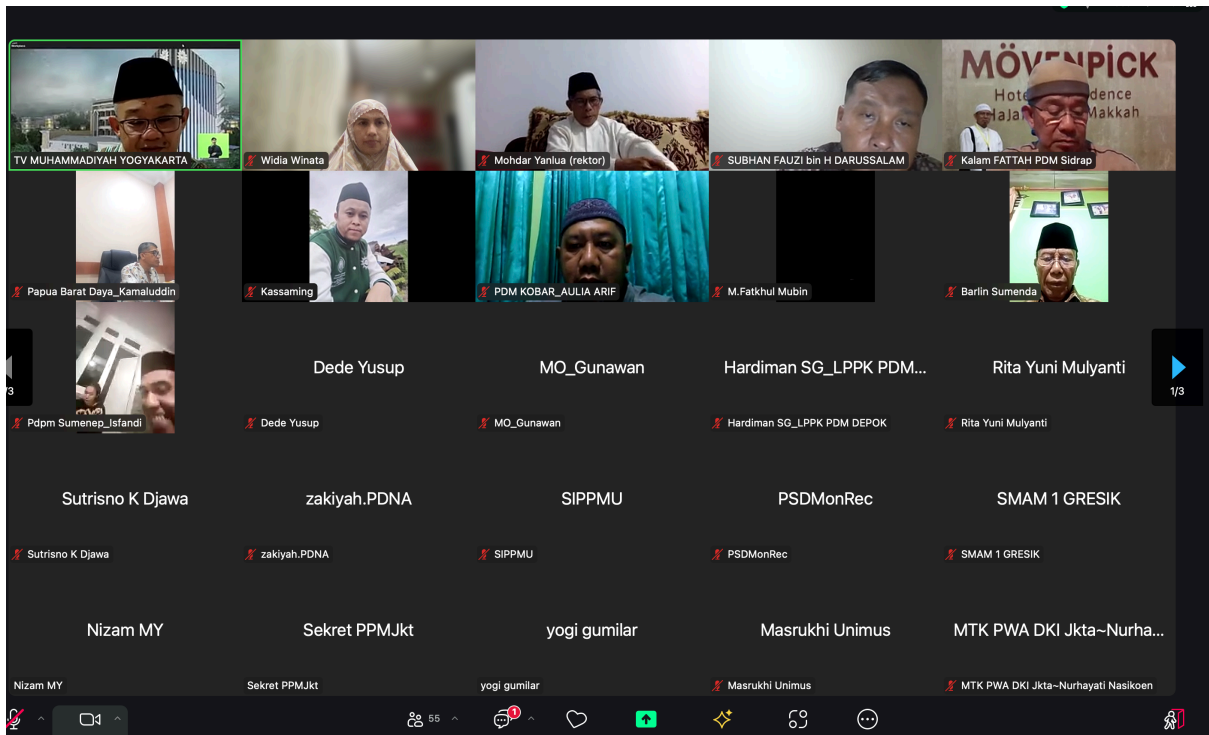 MÖVENPICK
Hotel Residence
HaJar Makkah
TV MUHAMMADIYAH YOGYAKARTA
Widia Winata
Mohdar Yanlua (rektor)
SUBHAN FAUZI bin H DARUSSALAM
Kalam FATTAH PDM Sidrap
Papua Barat Daya_Kamaluddin
Kassaming
PDM KOBAR_AULIA ARIF
M.Fatkhul Mubin
Barlin Sumenda
Dede Yusup
MO_Gunawan
Hardiman SG_LPPK PDM...
Rita Yuni Mulyanti
/3
1/3
Pdpm Sumenep_Isfandi
Dede Yusup
MO_Gunawan
Hardiman SG_LPPK PDM DEPOK
Rita Yuni Mulyanti
Sutrisno K Djawa
zakiyah.PDNA
SIPPMU
PSDMonRec
SMAM 1 GRESIK
Sutrisno K Djawa
zakiyah.PDNA
SIPPMU
PSDMonRec
SMAM 1 GRESIK
Nizam MY
Sekret PPMJkt
yogi gumilar
Masrukhi Unimus
MTK PWA DKI Jkta~Nurha...
Nizam MY
Sekret PPMJkt
yogi gumilar
Masrukhi Unimus
MTK PWA DKI Jkta~Nurhayati Nasikoen
55
1